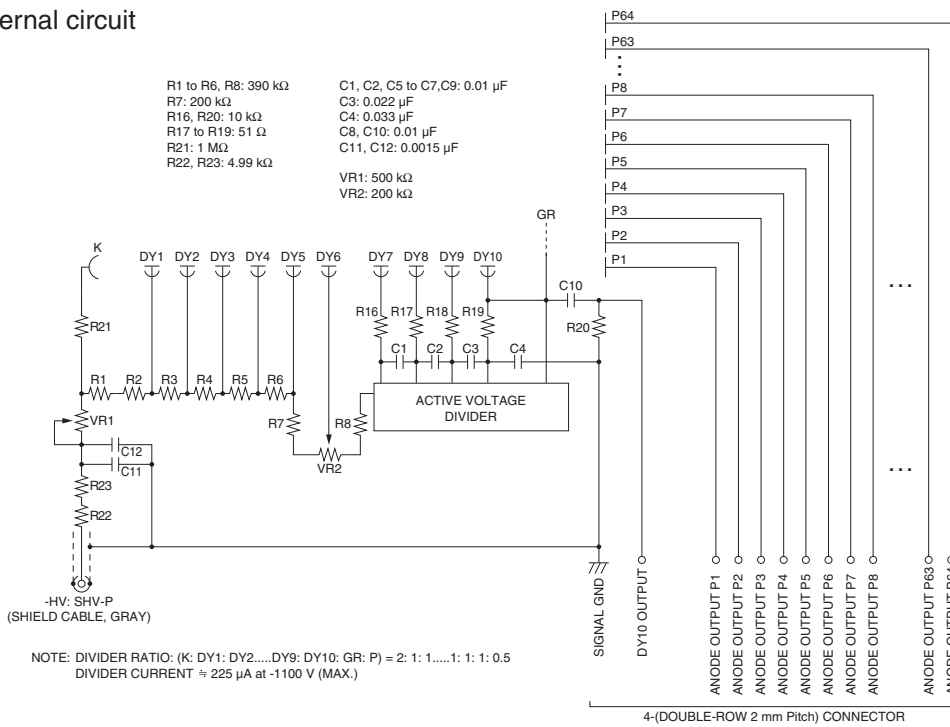 ernal circuit
R1 to R6, R8: 390 kΩ
R7: 200 kΩ
R16, R20: 10 kΩ
R17 to R19: 51 Ω
R21: 1 MΩ
R22, R23: 4.99 kΩ
C1, C2, C5 to C7,C9: 0.01 µF
C3: 0.022 µF
C4: 0.033 µF
C8, C10: 0.01 µF
C11, C12: 0.0015 µF
VR1: 500 kΩ
VR2: 200 kΩ
P64
P63
P8
P7
P6
P5
P4
P3
P2
P1
GR
K
DY1 DY2 DY3 DY4 DY5 DY6 DY7 DY8 DY9 DY10
C10
R21
R16 R17 R18 R19 R20
C1 C2 C3 C4
R1 R2 R3 R4 R5 R6
ACTIVE VOLTAGE
DIVIDER
VR1
R7
R8
VR2
C12
C11
R23
R22
-HV: SHV-P
(SHIELD CABLE, GRAY)
SIGNAL GND
DY10 OUTPUT
ANODE OUTPUT P1
ANODE OUTPUT P2
ANODE OUTPUT P3
ANODE OUTPUT P4
ANODE OUTPUT P5
ANODE OUTPUT P6
ANODE OUTPUT P7
ANODE OUTPUT P8
ANODE OUTPUT P63
ANODE OUTPUT P64
NOTE: DIVIDER RATIO: (K: DY1: DY2.....DY9: DY10: GR: P) = 2: 1: 1.....1: 1: 1: 0.5
DIVIDER CURRENT ≒ 225 µA at -1100 V (MAX.)
4-(DOUBLE-ROW 2 mm Pitch) CONNECTOR